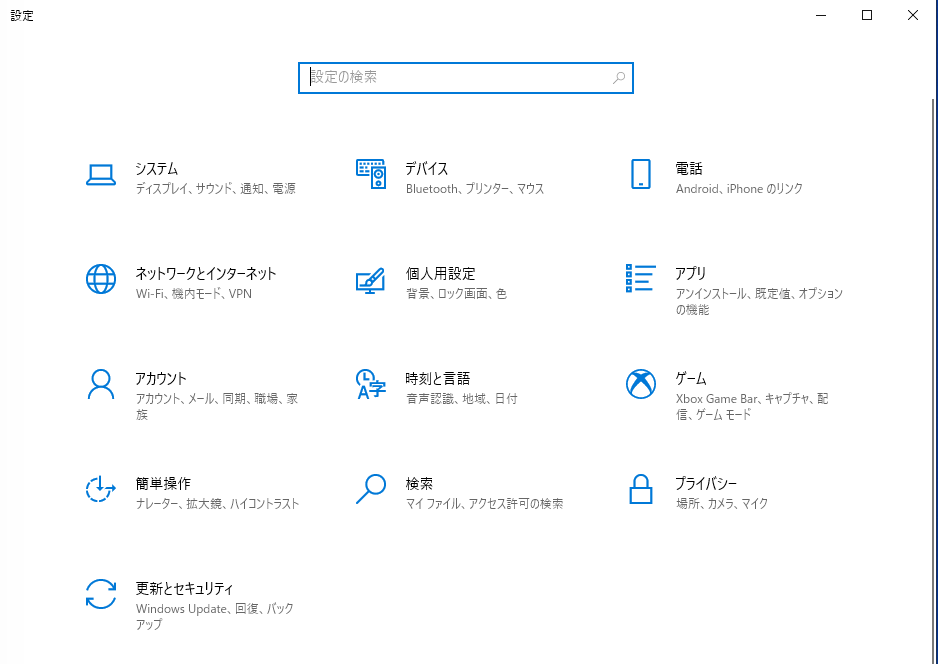 設定
設定の検索
システム
ディスプレイ、サウンド、通知、電源
デバイス
Bluetooth、プリンター、マウス
電話
Android、iPhone のリンク
ネットワークとインターネット
Wi-Fi、機内モード、VPN
個人用設定
背景、ロック画面、色
アプリ
アンインストール、既定値、オプション
の機能
アカウント
アカウント、メール、同期、職場、家
族
時刻と言語
音声認識、地域、日付
ゲーム
Xbox Game Bar、キャプチャ、配
信、ゲーム モード
簡単操作
ナレーター、拡大鏡、ハイコントラスト
検索
マイ ファイル、アクセス許可の検索
プライバシー
場所、カメラ、マイク
更新とセキュリティ
Windows Update、回復、バック
アップ